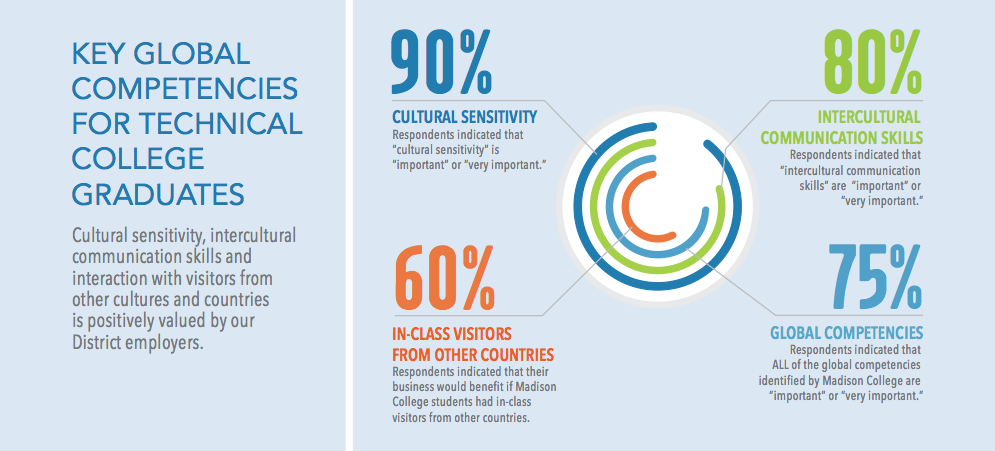 KEY GLOBAL
COMPETENCIES
FOR TECHNICAL
COLLEGE
GRADUATES
Cultural sensitivity, intercultural
communication skills and
interaction with visitors from
other cultures and countries
is positively valued by our
District employers.
90%
CULTURAL SENSITIVITY
Respondents indicated that
“cultural sensitivity” is
“important” or “very important.”
80%
INTERCULTURAL
COMMUNICATION SKILLS
Respondents indicated that
“intercultural communication
skills” are “important” or
“very important.”
60%
IN-CLASS VISITORS
FROM OTHER COUNTRIES
Respondents indicated that their
business would benefit if Madison
College students had in-class
visitors from other countries.
75%
GLOBAL COMPETENCIES
Respondents indicated that
ALL of the global competencies
identified by Madison College are
“important” or “very important.”